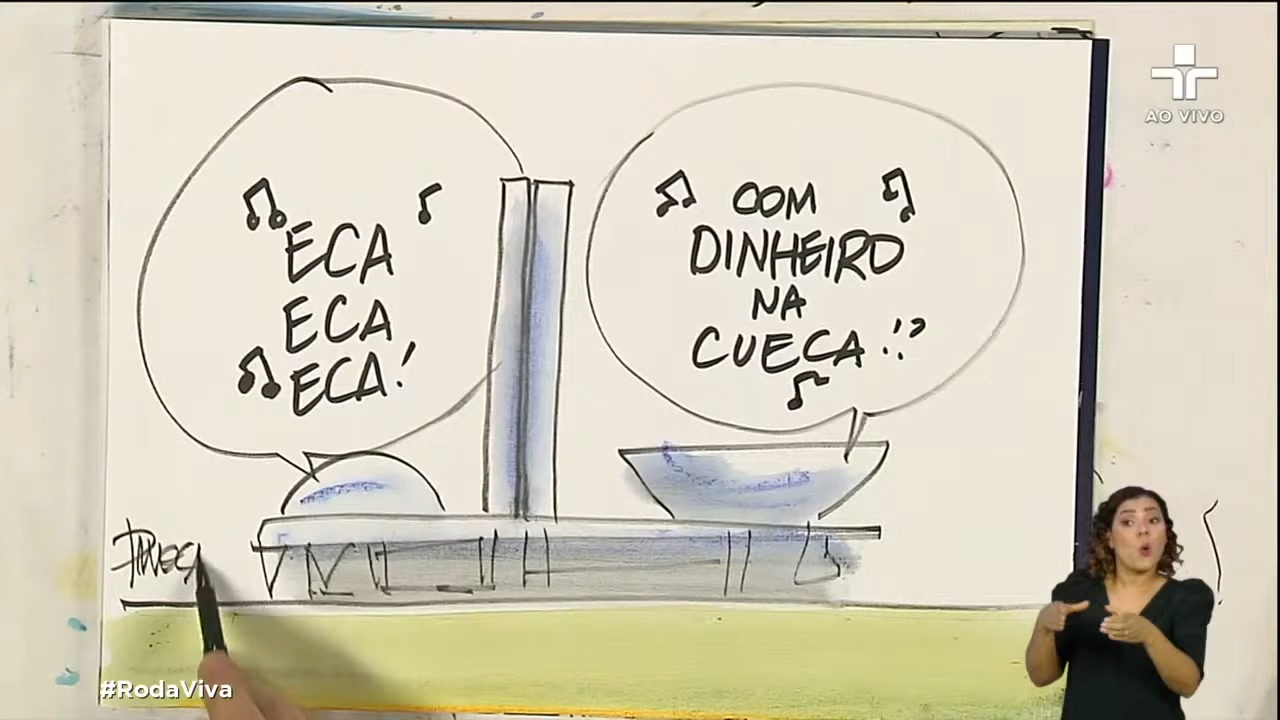 ECA
ECA
ECA!
COM
DINHEIRO
NA
CUECA!?
AO VIVO
#RodaViva